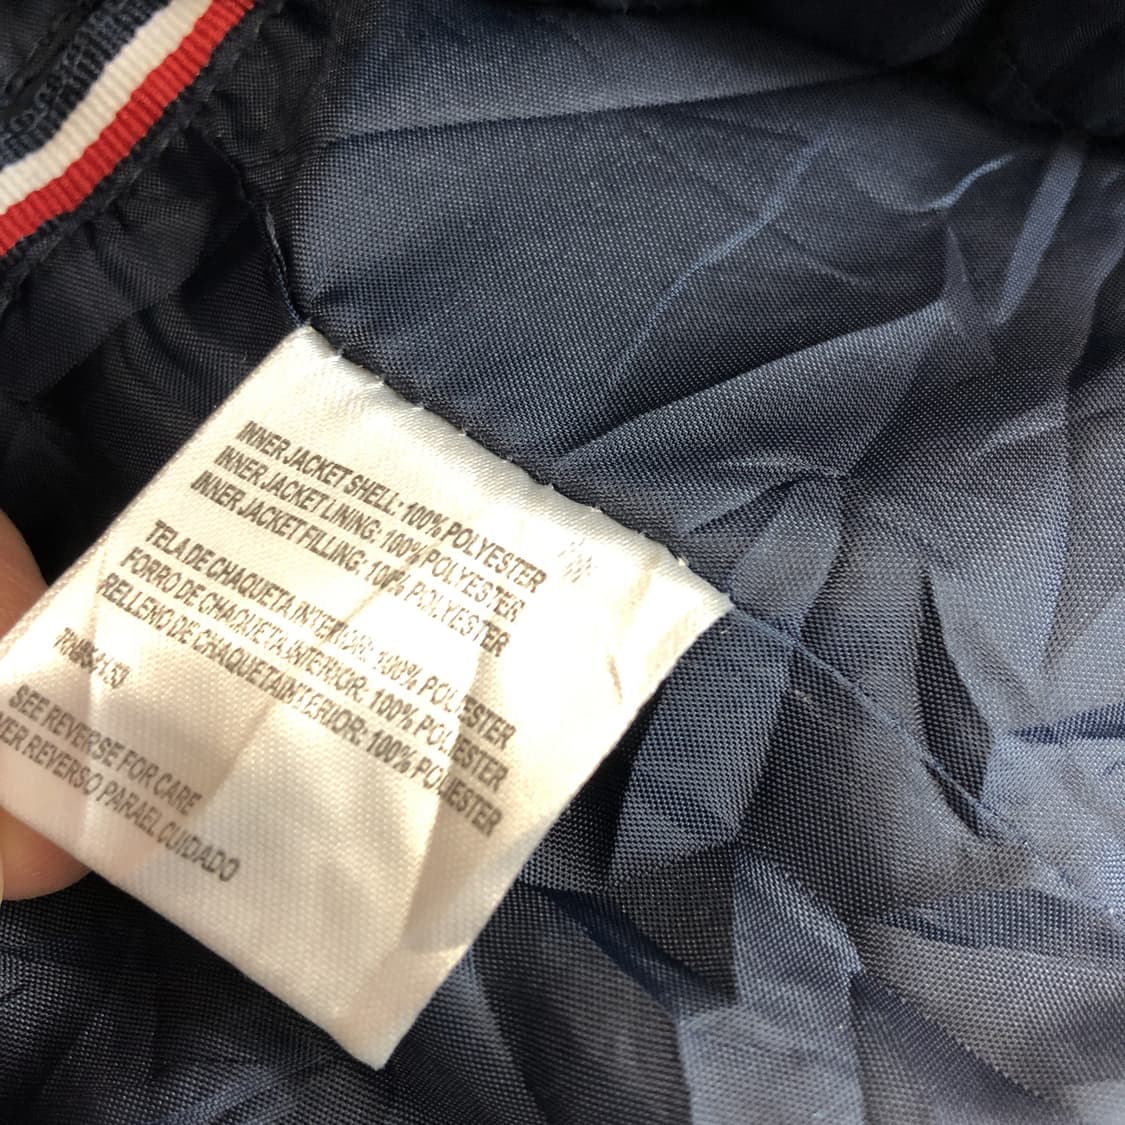 INNER JACKET SHELL: 100% POLYESTER
INNER JACKET LINING: 100% POLYESTER
INNER JACKET FILLING: 100% POLYESTER
TELA DE CHAQUETA INTERIOR: 100% POLYESTER
FORRO DE CHAQUETA INTERIOR: 100% POLYESTER
RELLENO DE CHAQUETA INTERIOR: 100% POLIESTER
SEE REVERSE FOR CARE
VER REVERSO PARA EL CUIDADO